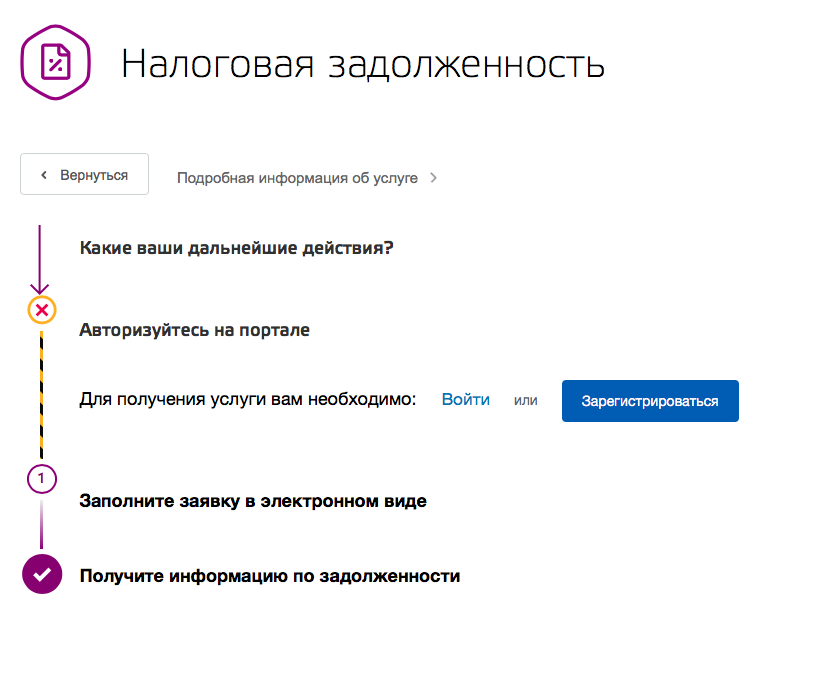 Налоговая задолженность
Вернуться
Подробная информация об услуге
Какие ваши дальнейшие действия?
Авторизуйтесь на портале
Для получения услуги вам необходимо: Войти или Зарегистрироваться
1
Заполните заявку в электронном виде
Получите информацию по задолженности